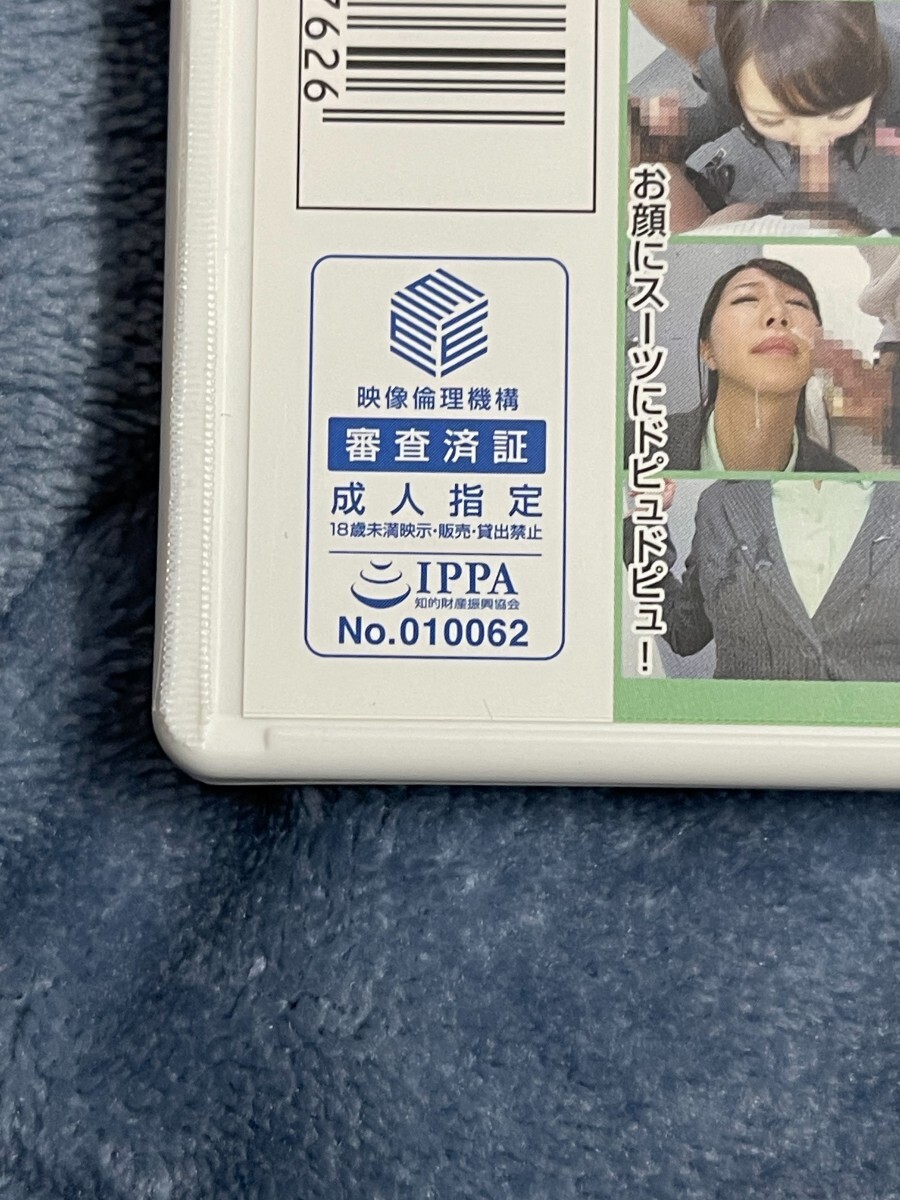 7626
映像倫理機構
審査済証
成人指定
18歳未満映示・販売・貸出禁止
IPPA
知的財産振興協会
No.010062
お顔にスーツにドピュドピュ!